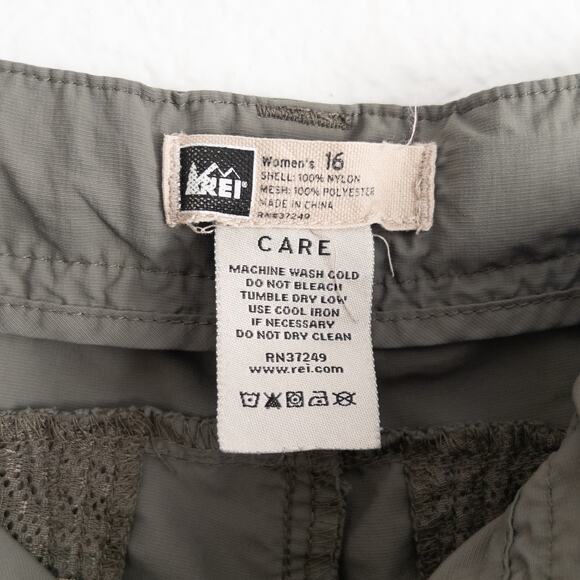 REI®
Women's 16
SHELL: 100% NYLON
MESH: 100% POLYESTER
MADE IN CHINA
RN#37249
CARE
MACHINE WASH COLD
DO NOT BLEACH
TUMBLE DRY LOW
USE COOL IRON
IF NECESSARY
DO NOT DRY CLEAN
RN37249
www.rei.com